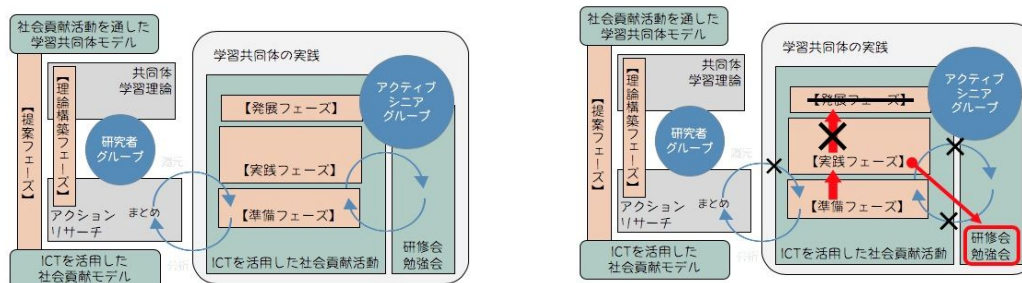 社会貢献活動を通した
学習共同体モデル
【提案フェーズ】
【理論構築フェーズ】
共同体
学習理論
研究者
グループ
アクション
リサーチ
まとめ
還元
分析
ICTを活用した
社会貢献モデル
学習共同体の実践
アクティブ
シニア
グループ
【発展フェーズ】
【実践フェーズ】
【準備フェーズ】
ICTを活用した社会貢献活動
研修会
勉強会
社会貢献活動を通した
学習共同体モデル
【提案フェーズ】
【理論構築フェーズ】
共同体
学習理論
研究者
グループ
アクション
リサーチ
まとめ
還元
分析
ICTを活用した
社会貢献モデル
学習共同体の実践
アクティブ
シニア
グループ
【発展フェーズ】
【実践フェーズ】
【準備フェーズ】
ICTを活用した社会貢献活動
研修会
勉強会